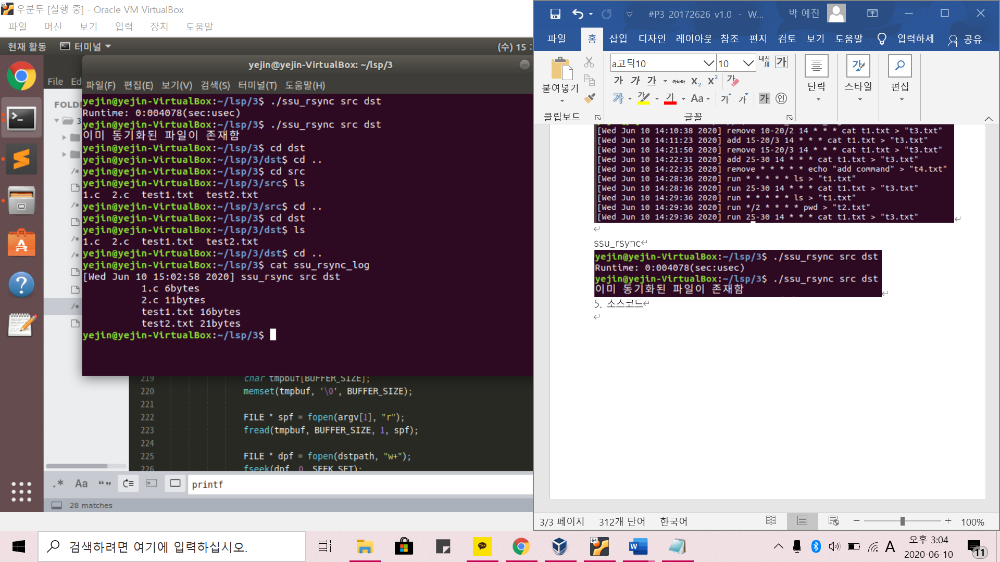 우분투 [실행 중] - Oracle VM VirtualBox
파일 머신 보기 입력 장치 도움말
현재 활동 터미널 (수) 15 :
File Ed
FOLD
3
/*
/*
/*
/*
/*
yejin@yejin-VirtualBox: ~/lsp/3
파일(F) 편집(E) 보기(V) 검색(S) 터미널(T) 도움말(H)
yejin@yejin-VirtualBox:~/lsp/3$ ./ssu_rsync src dst
Runtime: 0:004078(sec:usec)
yejin@yejin-VirtualBox:~/lsp/3$ ./ssu_rsync src dst
이미 동기화된 파일이 존재함
yejin@yejin-VirtualBox:~/lsp/3$ cd dst
yejin@yejin-VirtualBox:~/lsp/3/dst$ cd ..
yejin@yejin-VirtualBox:~/lsp/3$ cd src
yejin@yejin-VirtualBox:~/lsp/3/src$ ls
1.c 2.c test1.txt test2.txt
yejin@yejin-VirtualBox:~/lsp/3/src$ cd ..
yejin@yejin-VirtualBox:~/lsp/3$ cd dst
yejin@yejin-VirtualBox:~/lsp/3/dst$ ls
1.c 2.c test1.txt test2.txt
yejin@yejin-VirtualBox:~/lsp/3/dst$ cd ..
yejin@yejin-VirtualBox:~/lsp/3$ cat ssu_rsync_log
[Wed Jun 10 15:02:58 2020] ssu_rsync src dst
1.c 6bytes
2.c 11bytes
test1.txt 16bytes
test2.txt 21bytes
yejin@yejin-VirtualBox:~/lsp/3$
219 char tmpbuf[BUFFER_SIZE];
220 memset(tmpbuf, '\0', BUFFER_SIZE);
221
222 FILE * spf = fopen(argv[1], "r");
223 fread(tmpbuf, BUFFER_SIZE, 1, spf);
224
225 FILE * dpf = fopen(dstpath, "w+");
226 fseek(dpf, 0, SEEK_SET);
.* Aa “” printf
28 matches
#P3_20172626_v1.0 - W... 박 예진
파일 홈 삽입 디자인 레이아웃 참조 편지 검토 보기 도움말 입력하세 공유
붙여넣기
a고딕10 10 내천 가
가 가 가 가나다 X₂ X² 가
가 가 가 Aa 가 가 가 인
단락 스타일 편집
클립보드 글꼴
[Wed Jun 10 14:10:38 2020] remove 10-20/2 14 * * * cat t1.txt > "t3.txt"
[Wed Jun 10 14:11:23 2020] add 15-20/3 14 * * * cat t1.txt > "t3.txt"
[Wed Jun 10 14:21:50 2020] remove 15-20/3 14 * * * cat t1.txt > "t3.txt"
[Wed Jun 10 14:22:31 2020] add 25-30 14 * * * cat t1.txt > "t3.txt"
[Wed Jun 10 14:22:35 2020] remove * * * * * echo "add command" > "t4.txt"
[Wed Jun 10 14:28:36 2020] run * * * * * ls > "t1.txt"
[Wed Jun 10 14:28:36 2020] run 25-30 14 * * * cat t1.txt > "t3.txt"
[Wed Jun 10 14:29:36 2020] run * * * * * ls > "t1.txt"
[Wed Jun 10 14:29:36 2020] run */2 * * * * pwd > "t2.txt"
[Wed Jun 10 14:29:36 2020] run 25-30 14 * * * cat t1.txt > "t3.txt"
ssu_rsync
yejin@yejin-VirtualBox:~/lsp/3$ ./ssu_rsync src dst
Runtime: 0:004078(sec:usec)
yejin@yejin-VirtualBox:~/lsp/3$ ./ssu_rsync src dst
이미 동기화된 파일이 존재함
5. 소스코드
3/3 페이지 312개 단어 한국어 100%
검색하려면 여기에 입력하십시오.
TALK
64
A
오후 3:04
2020-06-10
11